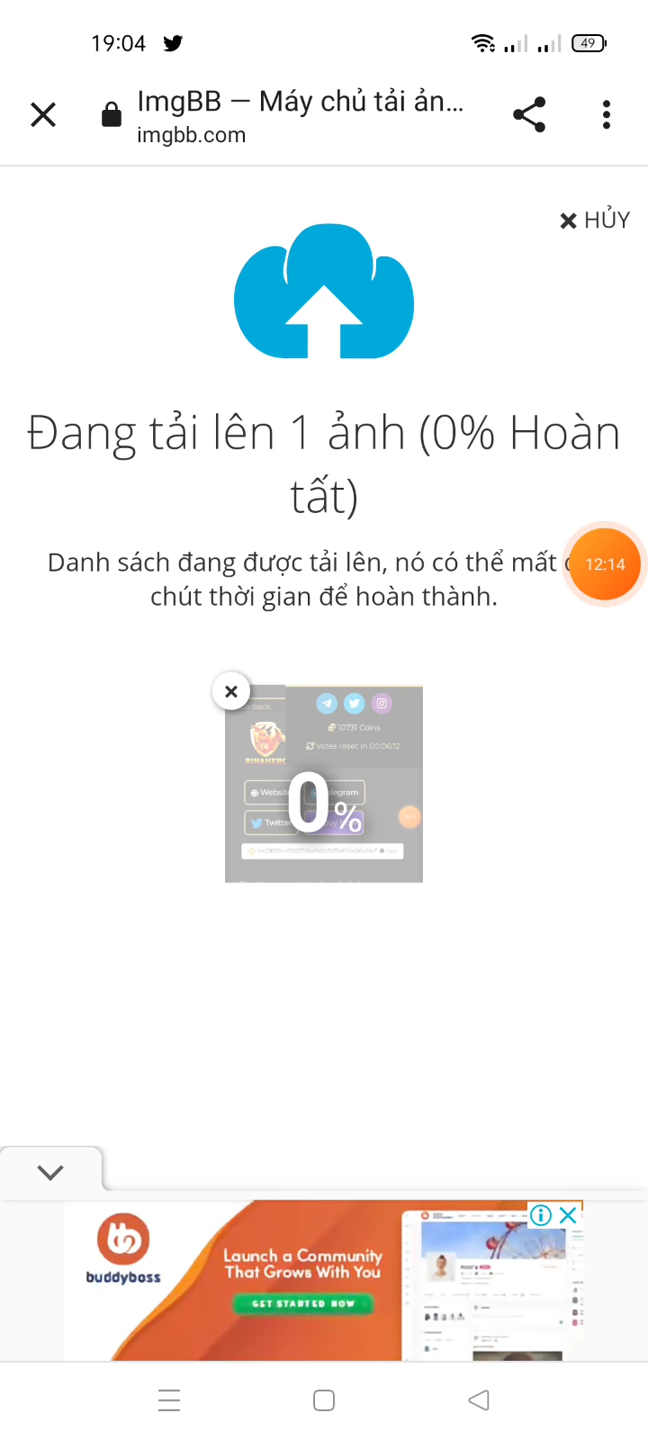 19:04
49
ImgBB — Máy chủ tải ản...
imgbb.com
HỦY
Đang tải lên 1 ảnh (0% Hoàn
tất)
Danh sách đang được tải lên, nó có thể mất
12:14
chút thời gian để hoàn thành.
back
10731 Coins
Votes reset in 00:06:12
Website
Twitter
0%
Copy
buddyboss
Launch a Community
That Grows With You
GET STARTED NOW